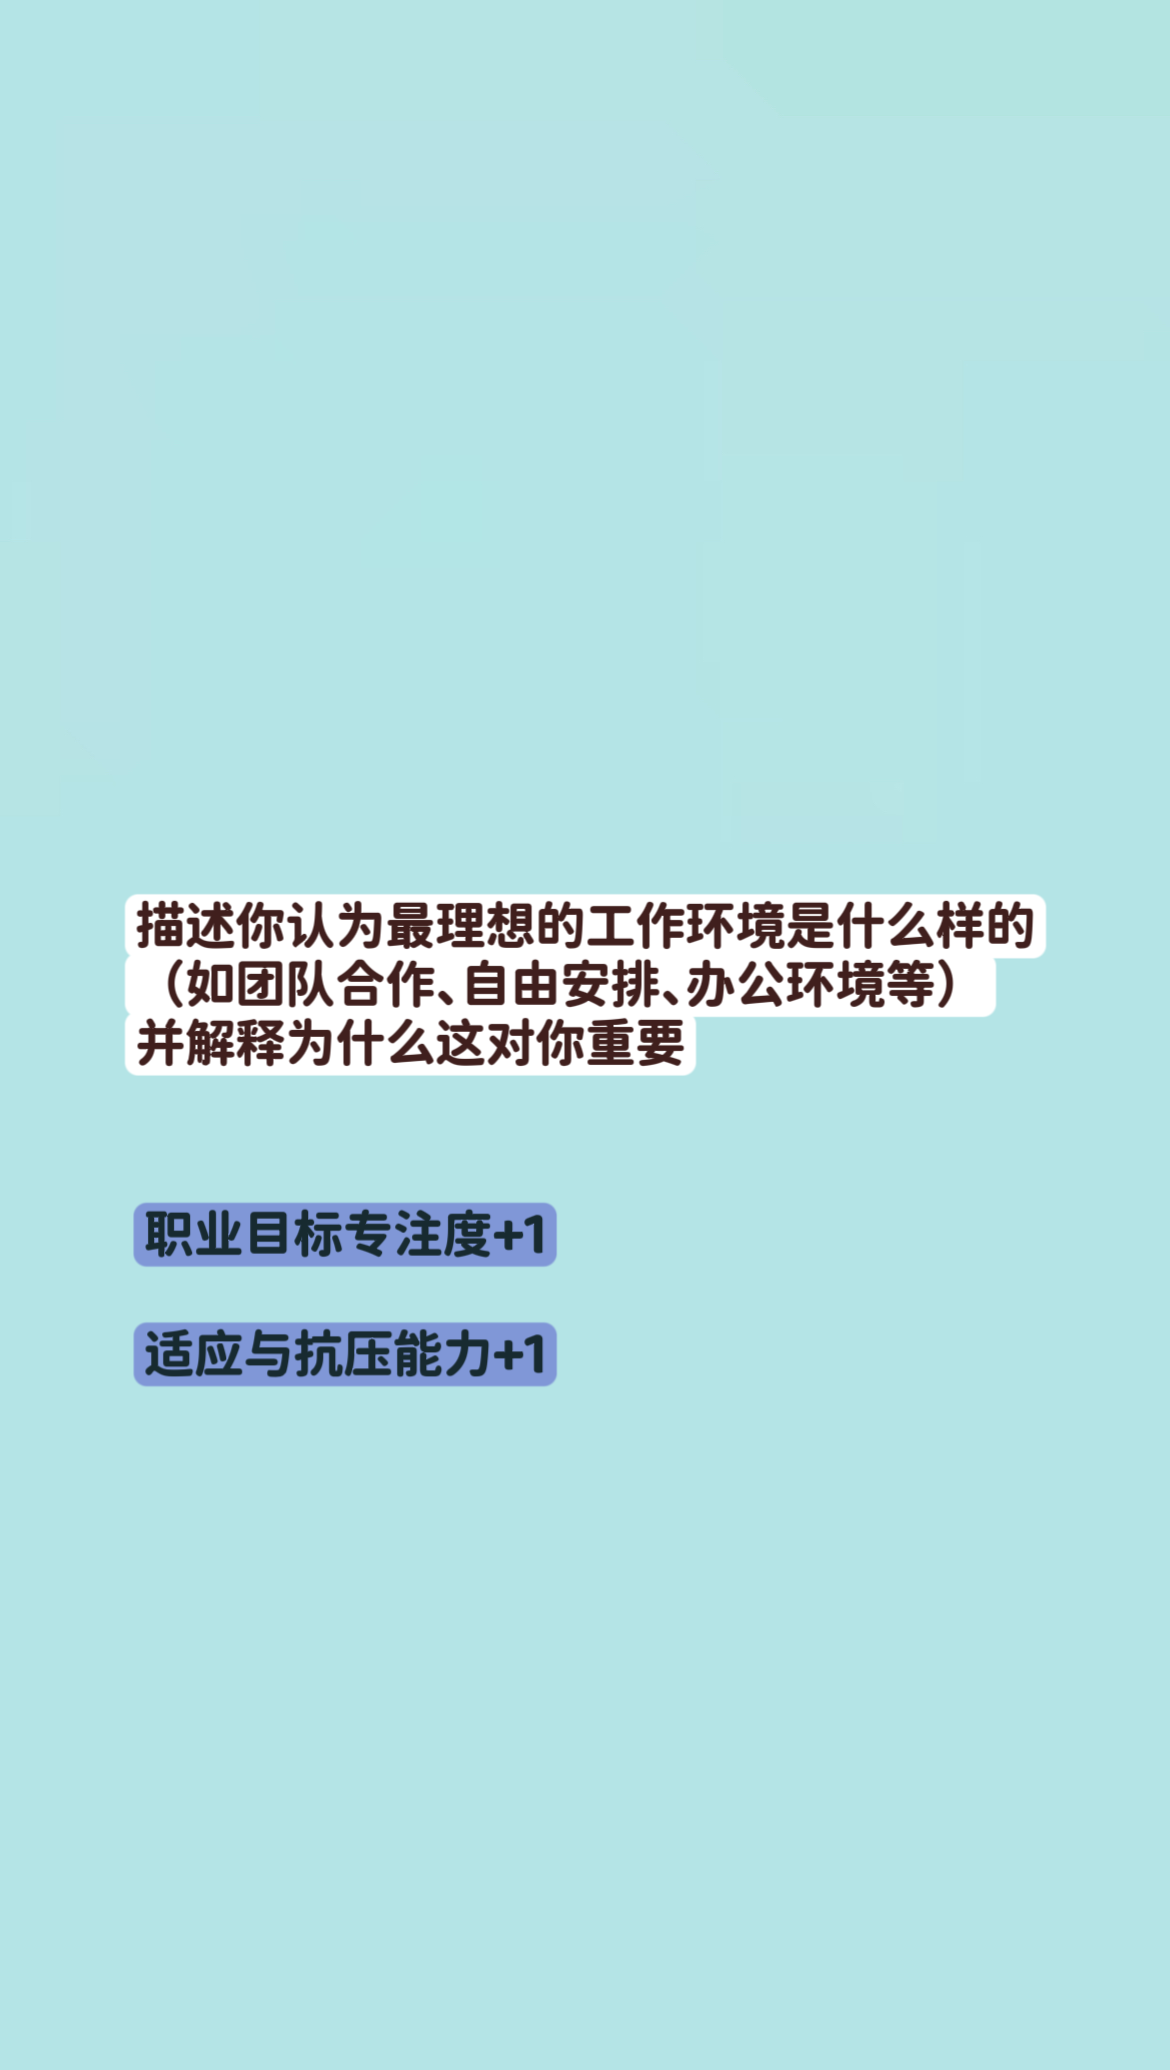 描述你认为最理想的工作环境是什么样的
（如团队合作、自由安排、办公环境等）
并解释为什么这对你重要
职业目标专注度+1
适应与抗压能力+1